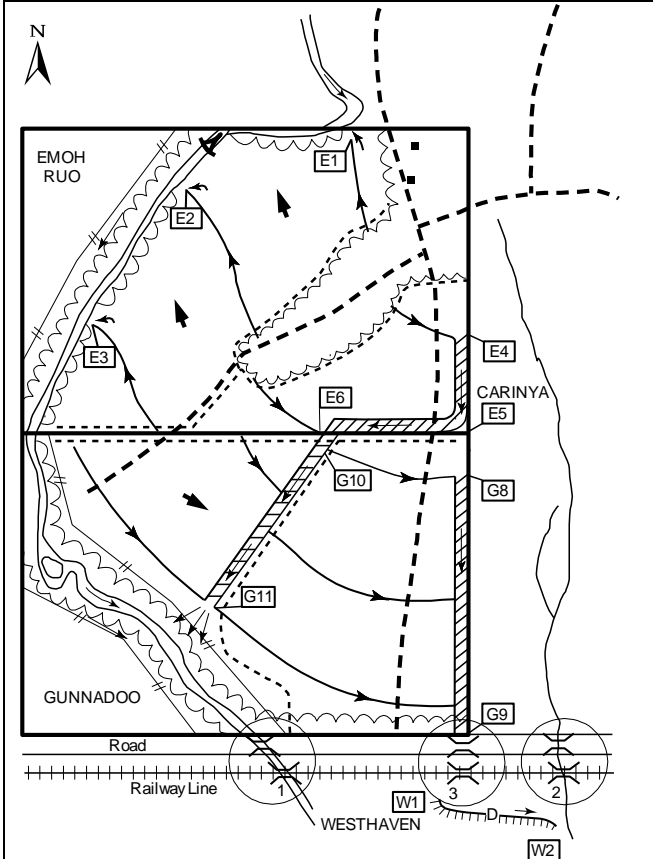 N
EMOH
RUO
E1
E2
E3
E4
CARINYA
E5
E6
G8
G10
G11
GUNNADOO
G9
Road
Railway Line
1
3
2
W1
D
WESTHAVEN
W2